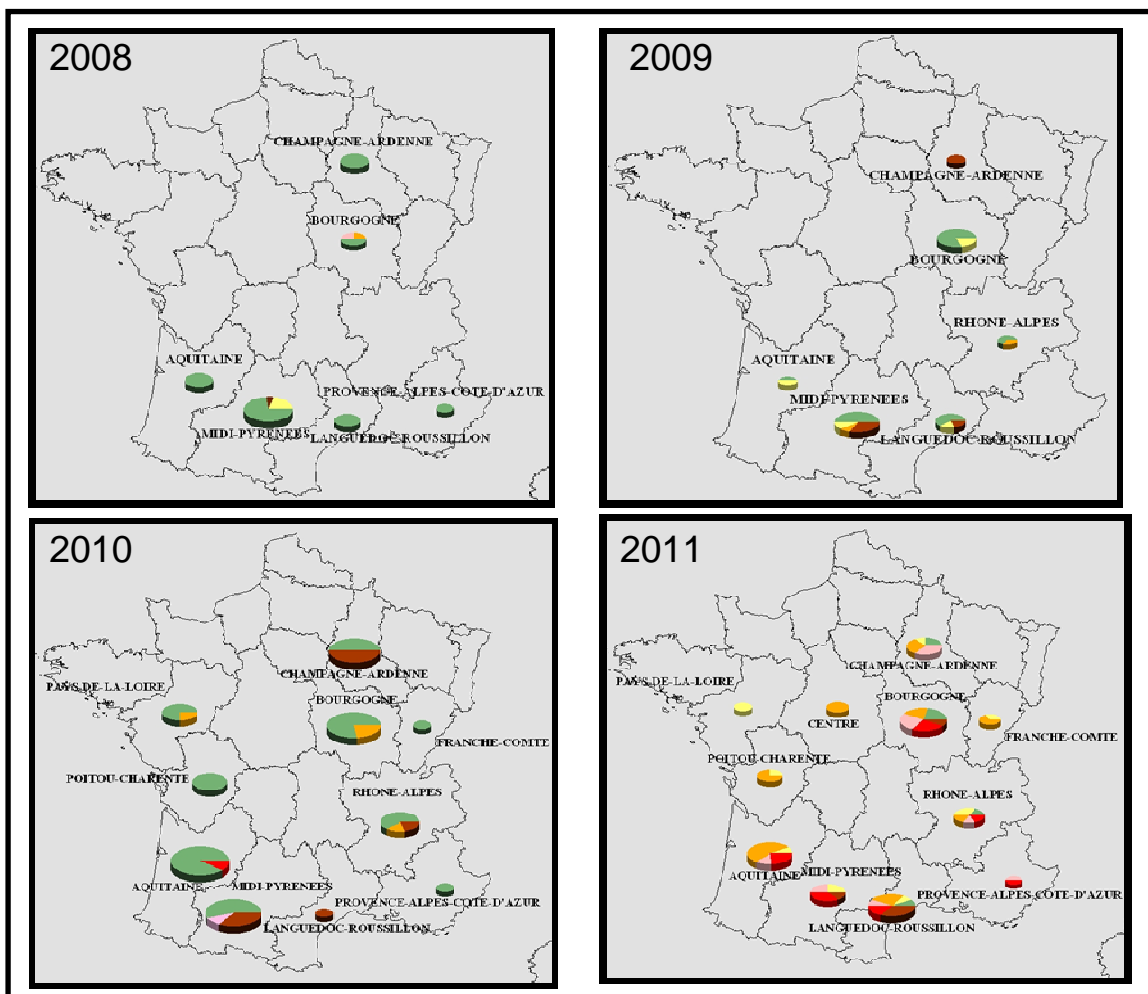 2008
CHAMPAGNE-ARDENNE
BOURGOGNE
AQUITAINE
PROVENCE-ALPES-COTE-D'AZUR
MIDI-PYRENEES
LANGUEDOC-ROUSSILLON
2009
CHAMPAGNE-ARDENNE
BOURGOGNE
RHONE-ALPES
AQUITAINE
MIDI-PYRENEES
LANGUEDOC-ROUSSILLON
2010
CHAMPAGNE-ARDENNE
PAYS-DE-LA-LOIRE
BOURGOGNE
FRANCHE-COMTE
POITOU-CHARENTE
RHONE-ALPES
AQUITAINE
MIDI-PYRENEES
PROVENCE-ALPES-COTE-D'AZUR
LANGUEDOC-ROUSSILLON
2011
CHAMPAGNE-ARDENNE
PAYS-DE-LA-LOIRE
BOURGOGNE
CENTRE
FRANCHE-COMTE
POITOU-CHARENTE
RHONE-ALPES
AQUITAINE
MIDI-PYRENEES
PROVENCE-ALPES-COTE-D'AZUR
LANGUEDOC-ROUSSILLON